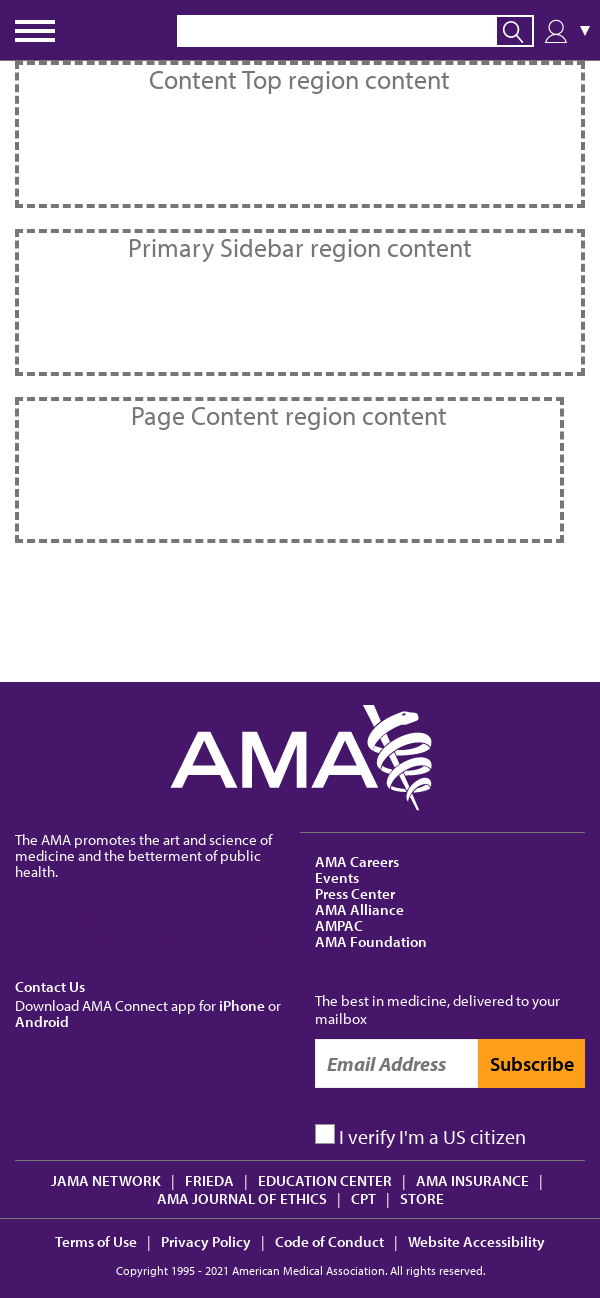 Content Top region content
Primary Sidebar region content
Page Content region content
AMA
The AMA promotes the art and science of
medicine and the betterment of public
health.
AMA Careers
Events
Press Center
AMA Alliance
AMPAC
AMA Foundation
Contact Us
Download AMA Connect app for iPhone or
Android
The best in medicine, delivered to your
mailbox
Email Address
Subscribe
I verify I'm a US citizen
JAMA NETWORK | FRIEDA | EDUCATION CENTER | AMA INSURANCE |
AMA JOURNAL OF ETHICS | CPT | STORE
Terms of Use | Privacy Policy | Code of Conduct | Website Accessibility
Copyright 1995 - 2021 American Medical Association. All rights reserved.